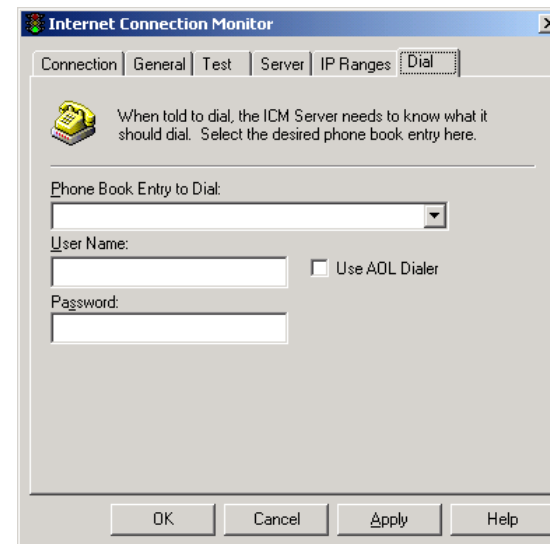 Internet Connection Monitor
Connection General Test Server IP Ranges Dial
When told to dial, the ICM Server needs to know what it
should dial. Select the desired phone book entry here.
Phone Book Entry to Dial:
User Name:
Use AOL Dialer
Password:
OK Cancel Apply Help